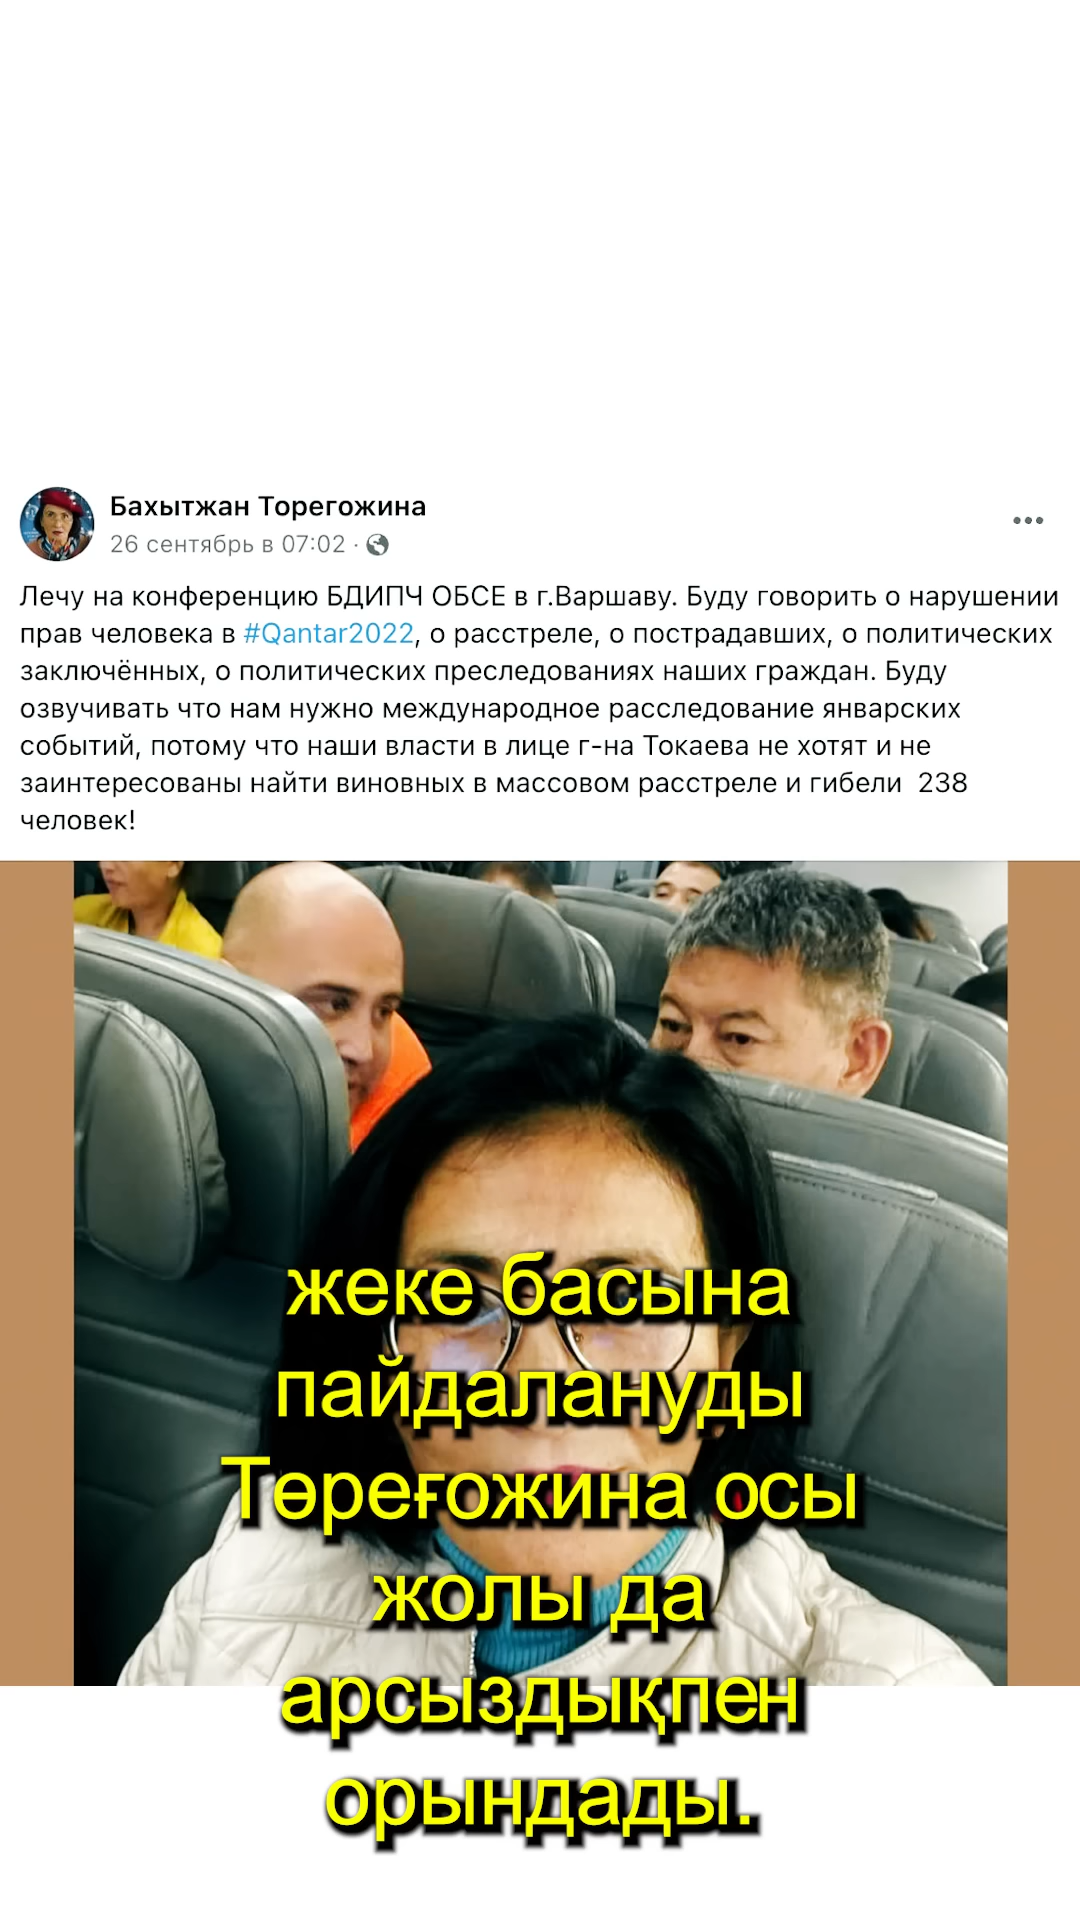 Бахытжан Торегожина
26 сентябрь в 07:02 ·
Лечу на конференцию БДИПЧ ОБСЕ в г.Варшаву. Буду говорить о нарушении
прав человека в #Qantar2022, о расстреле, о пострадавших, о политических
заключённых, о политических преследованиях наших граждан. Буду
озвучивать что нам нужно международное расследование январских
событий, потому что наши власти в лице г-на Токаева не хотят и не
заинтересованы найти виновных в массовом расстреле и гибели 238
человек!
жеке басына
пайдалануды
Төреғожина осы
жолы да
арсыздықпен
орындады.